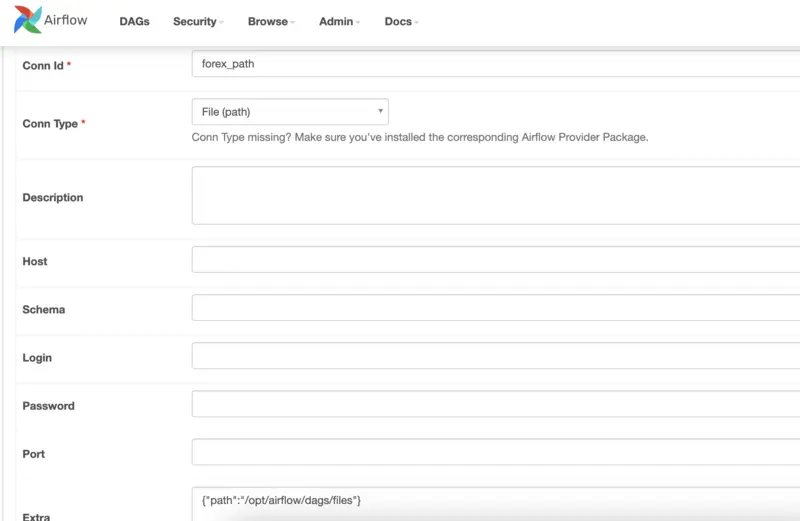 Airflow DAGs Security Browse Admin Docs
Conn Id * forex_path
Conn Type * File (path)
Conn Type missing? Make sure you've installed the corresponding Airflow Provider Package.
Description
Host
Schema
Login
Password
Port
{"path":"/opt/airflow/dags/files"}
Extra